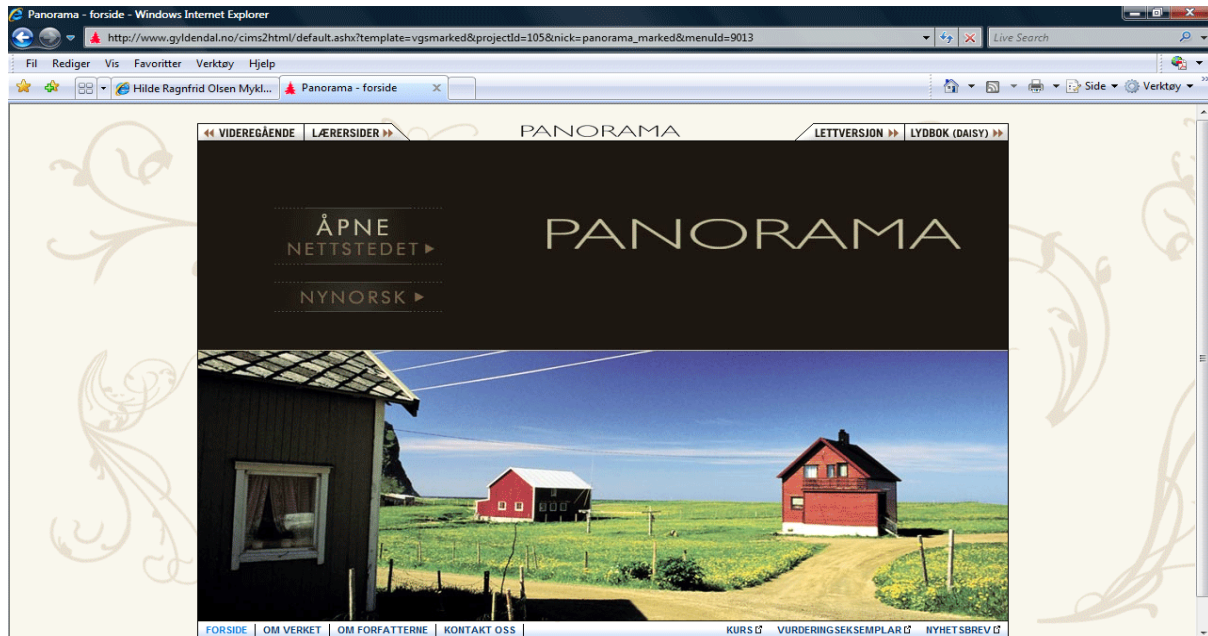 Panorama - forside - Windows Internet Explorer
http://www.gyldendal.no/cims2html/default.ashx?template=vgsmarked&projectId=105&nick=panorama_marked&menuId=9013
Live Search
Fil Rediger Vis Favoritter Verktøy Hjelp
Hilde Ragnfrid Olsen Mykl... Panorama - forside Side Verktøy
VIDEREGÅENDE LÆRERSIDER PANORAMA LETTVERSJON LYDBOK (DAISY)
ÅPNE
NETTSTEDET
PANORAMA
NYNORSK
FORSIDE OM VERKET OM FORFATTERNE KONTAKT OSS KURS VURDERINGSEKSEMPLAR NYHETSBREV